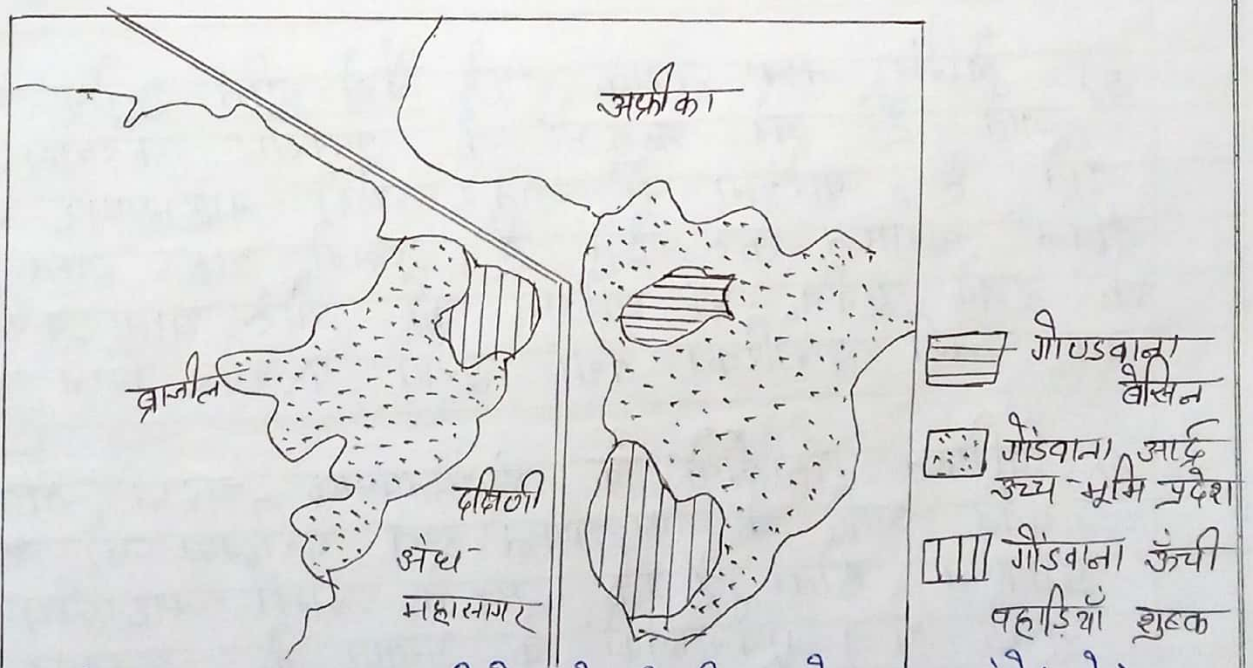 अफ्रीका
ब्राजील
दक्षिणी
अंध
महासागर
गोण्डवाना
बेसिन
गोंडवाना आर्द्र
उच्च भूमि प्रदेश
गोंडवाना ऊँची
पहाड़ियाँ शुष्क